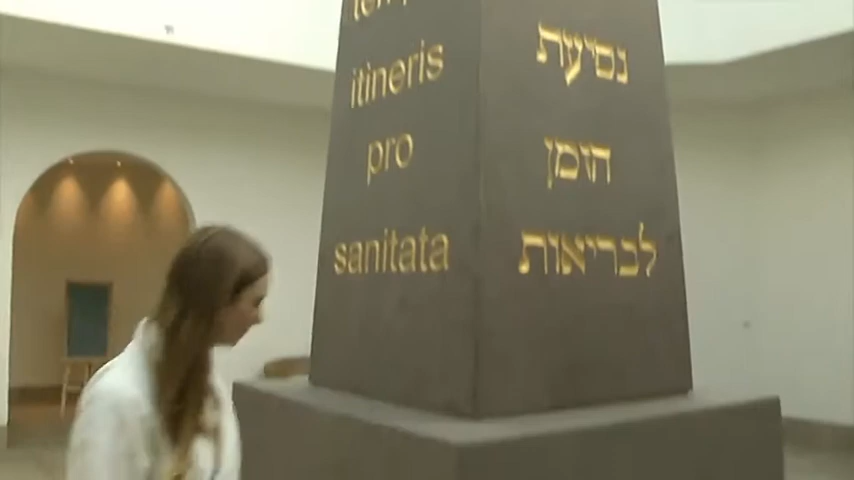 itineris
pro
sanitata
נסיעת
הזמן
לבריאות